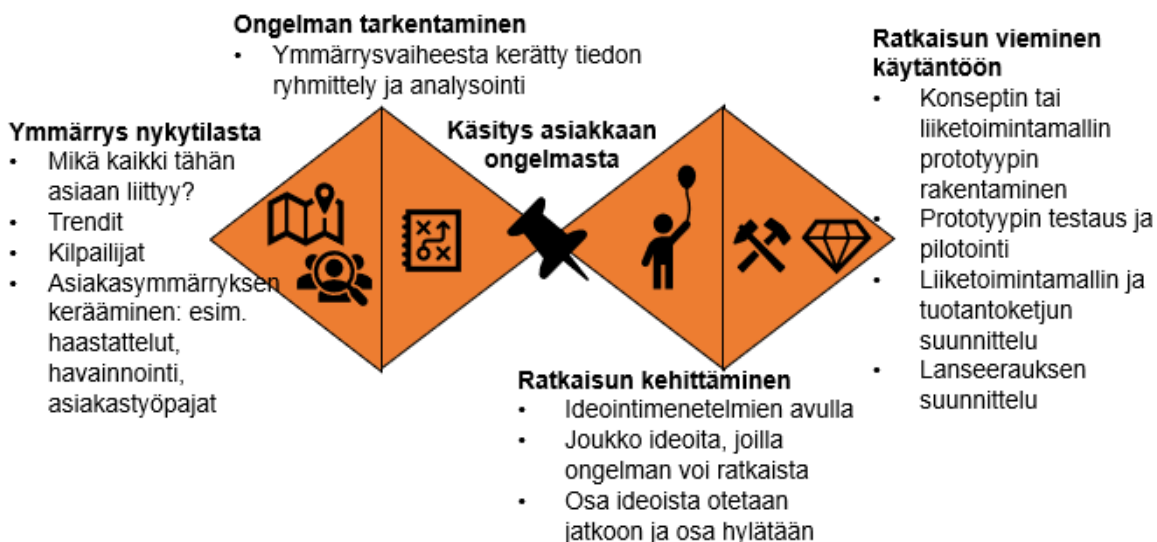 Ongelman tarkentaminen
• Ymmärrysvaiheesta kerätty tiedon
ryhmittely ja analysointi
Ymmärrys nykytilasta
• Mikä kaikki tähän
asiaan liittyy?
• Trendit
• Kilpailijat
• Asiakasymmärryksen
kerääminen: esim.
haastattelut,
havainnointi,
asiakastyöpajat
Käsitys asiakkaan
ongelmasta
Ratkaisun kehittäminen
• Ideointimenetelmien avulla
• Joukko ideoita, joilla
ongelman voi ratkaista
• Osa ideoista otetaan
jatkoon ja osa hylätään
Ratkaisun vieminen
käytäntöön
• Konseptin tai
liiketoimintamallin
prototyypin
rakentaminen
• Prototyypin testaus ja
pilotointi
• Liiketoimintamallin ja
tuotantoketjun
suunnittelu
• Lanseerauksen
suunnittelu